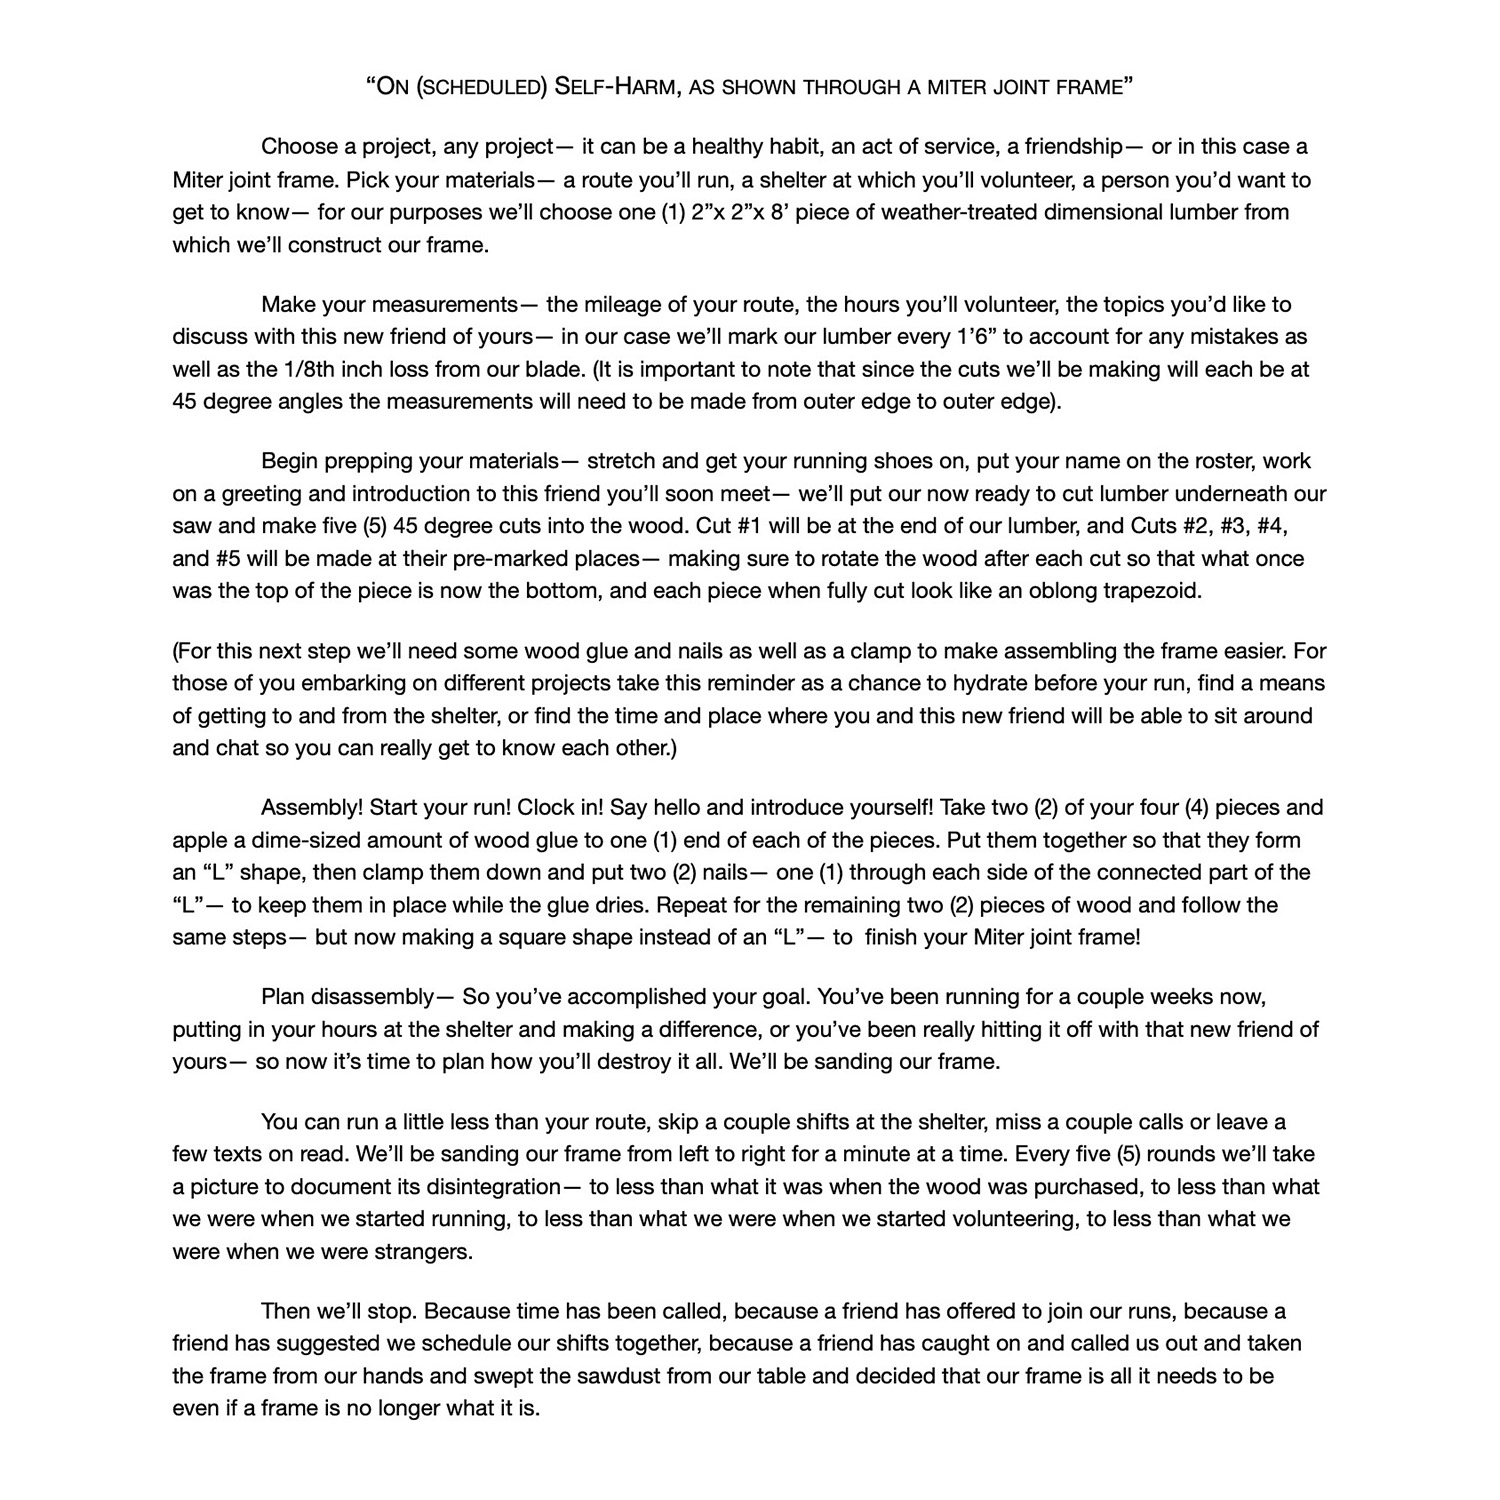 “On (scheduled) Self-Harm, as shown through a miter joint frame”
Choose a project, any project— it can be a healthy habit, an act of service, a friendship— or in this case a
Miter joint frame. Pick your materials— a route you’ll run, a shelter at which you’ll volunteer, a person you’d want to
get to know— for our purposes we’ll choose one (1) 2”x 2”x 8’ piece of weather-treated dimensional lumber from
which we’ll construct our frame.
Make your measurements— the mileage of your route, the hours you’ll volunteer, the topics you’d like to
discuss with this new friend of yours— in our case we’ll mark our lumber every 1’6” to account for any mistakes as
well as the 1/8th inch loss from our blade. (It is important to note that since the cuts we’ll be making will each be at
45 degree angles the measurements will need to be made from outer edge to outer edge).
Begin prepping your materials— stretch and get your running shoes on, put your name on the roster, work
on a greeting and introduction to this friend you’ll soon meet— we’ll put our now ready to cut lumber underneath our
saw and make five (5) 45 degree cuts into the wood. Cut #1 will be at the end of our lumber, and Cuts #2, #3, #4,
and #5 will be made at their pre-marked places— making sure to rotate the wood after each cut so that what once
was the top of the piece is now the bottom, and each piece when fully cut look like an oblong trapezoid.
(For this next step we’ll need some wood glue and nails as well as a clamp to make assembling the frame easier. For
those of you embarking on different projects take this reminder as a chance to hydrate before your run, find a means
of getting to and from the shelter, or find the time and place where you and this new friend will be able to sit around
and chat so you can really get to know each other.)
Assembly! Start your run! Clock in! Say hello and introduce yourself! Take two (2) of your four (4) pieces and
apple a dime-sized amount of wood glue to one (1) end of each of the pieces. Put them together so that they form
an “L” shape, then clamp them down and put two (2) nails— one (1) through each side of the connected part of the
“L”— to keep them in place while the glue dries. Repeat for the remaining two (2) pieces of wood and follow the
same steps— but now making a square shape instead of an “L”— to  finish your Miter joint frame!
Plan disassembly— So you’ve accomplished your goal. You’ve been running for a couple weeks now,
putting in your hours at the shelter and making a difference, or you’ve been really hitting it off with that new friend of
yours— so now it’s time to plan how you’ll destroy it all. We’ll be sanding our frame.
You can run a little less than your route, skip a couple shifts at the shelter, miss a couple calls or leave a
few texts on read. We’ll be sanding our frame from left to right for a minute at a time. Every five (5) rounds we’ll take
a picture to document its disintegration— to less than what it was when the wood was purchased, to less than what
we were when we started running, to less than what we were when we started volunteering, to less than what we
were when we were strangers.
Then we’ll stop. Because time has been called, because a friend has offered to join our runs, because a
friend has suggested we schedule our shifts together, because a friend has caught on and called us out and taken
the frame from our hands and swept the sawdust from our table and decided that our frame is all it needs to be
even if a frame is no longer what it is.